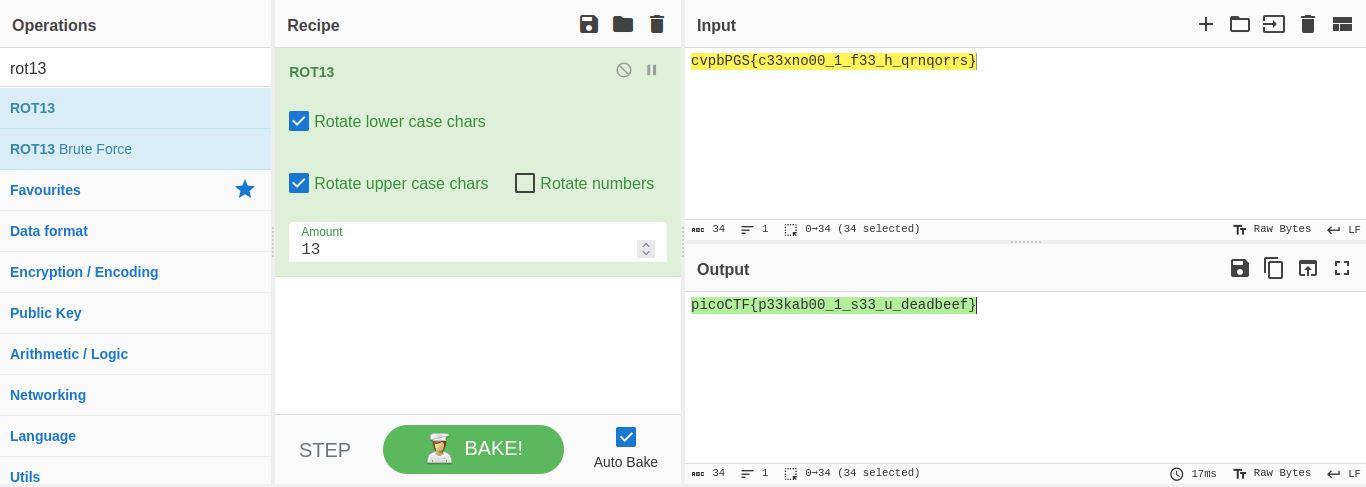 Operations
rot13
ROT13
ROT13 Brute Force
Favourites
Data format
Encryption / Encoding
Public Key
Arithmetic / Logic
Networking
Language
Utils
Recipe
ROT13
Rotate lower case chars
Rotate upper case chars
Rotate numbers
Amount
13
STEP
BAKE!
Auto Bake
Input
cvpbPGS{c33xno00_1_f33_h_qrnqorrs}
ABC 34 1 0→34 (34 selected) Raw Bytes LF
Output
picoCTF{p33kab00_1_s33_u_deadbeef}
ABC 34 1 0→34 (34 selected) 17ms Raw Bytes LF